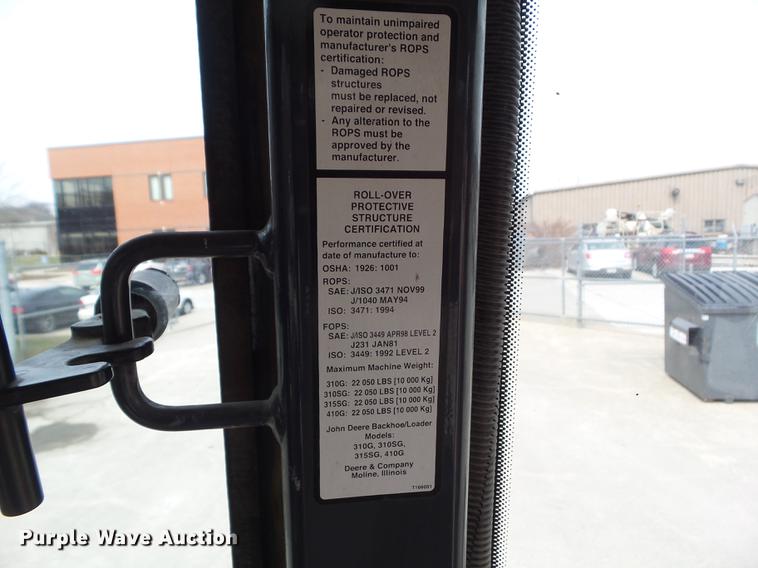 To maintain unimpaired
operator protection and
manufacturer's ROPS
certification:
- Damaged ROPS
structures
must be replaced, not
repaired or revised.
- Any alteration to the
ROPS must be
approved by the
manufacturer.
ROLL-OVER
PROTECTIVE
STRUCTURE
CERTIFICATION
Performance certified at
date of manufacture to:
OSHA: 1926: 1001
ROPS:
SAE: J/ISO 3471 NOV99
J/1040 MAY94
ISO: 3471: 1994
FOPS:
SAE: J/ISO 3449 APR98 LEVEL 2
J231 JAN81
ISO: 3449: 1992 LEVEL 2
Maximum Machine Weight:
310G: 22 050 LBS [10 000 Kg]
310SG: 22 050 LBS [10 000 Kg]
315SG: 22 050 LBS [10 000 Kg]
410G: 22 050 LBS [10 000 Kg]
John Deere Backhoe/Loader
Models:
310G, 310SG,
315SG, 410G
Deere & Company
Moline, Illinois
T166051
Purple Wave Auction